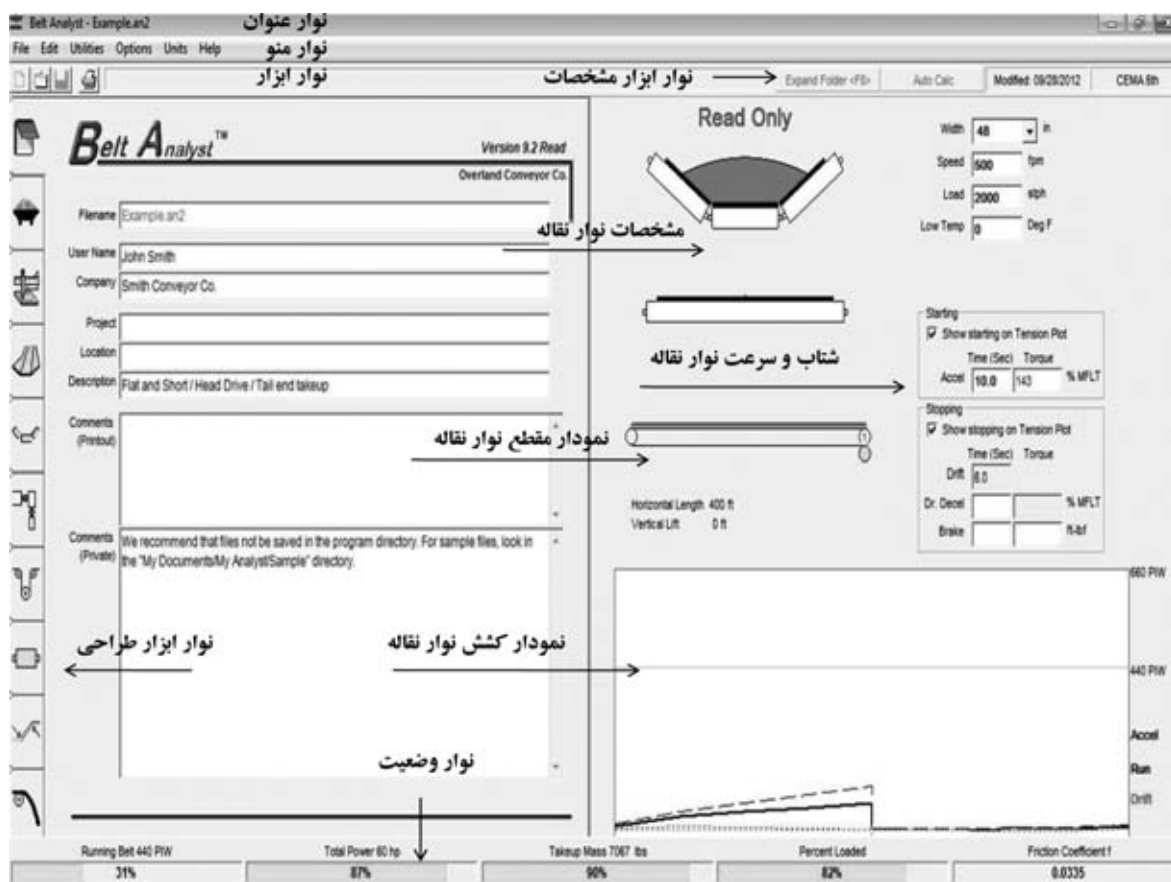 Belt Analyst - Example.an2
نوار عنوان
File Edit Utilities Options Units Help
نوار منو
نوار ابزار
نوار ابزار مشخصات
Expand Folder <F8>
Auto Calc
Modified: 09/28/2012
CEMA 6th
Belt Analyst™
Version 9.2 Read
Overland Conveyor Co.
Filename Example.an2
User Name John Smith
Company Smith Conveyor Co.
Project
Location
Description Flat and Short / Head Drive / Tail end takeup
Comments
(Printout)
Comments
(Private)
We recommend that files not be saved in the program directory. For sample files, look in
the "My Documents/My Analyst/Sample" directory.
نوار ابزار طراحی
Read Only
Width 48 in
Speed 500 fpm
Load 2000 stph
Low Temp 0 Deg F
مشخصات نوار نقاله
شتاب و سرعت نوار نقاله
Starting
Show starting on Tension Plot
Time (Sec) Torque
Accel 10.0 143 % MFLT
Stopping
Show stopping on Tension Plot
Time (Sec) Torque
Drift 6.0
Dr. Decel % MFLT
Brake ft-lbf
نمودار مقطع نوار نقاله
1
Horizontal Length 400 ft
Vertical Lift 0 ft
نمودار کشش نوار نقاله
660 PIW
440 PIW
Accel
Run
Drift
نوار وضعیت
Running Belt 440 PIW
31%
Total Power 60 hp
87%
Takeup Mass 7067 lbs
90%
Percent Loaded
82%
Friction Coefficient f
0.0335